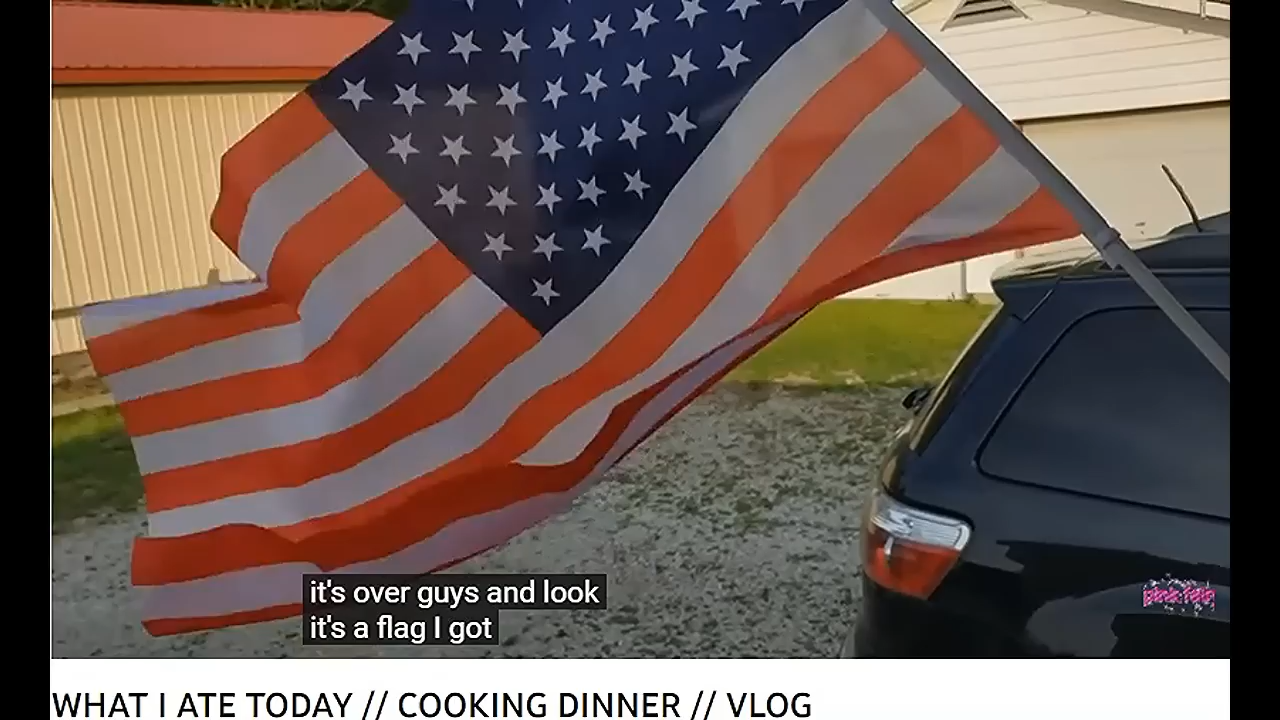 it's over guys and look
it's a flag I got
WHAT I ATE TODAY // COOKING DINNER // VLOG